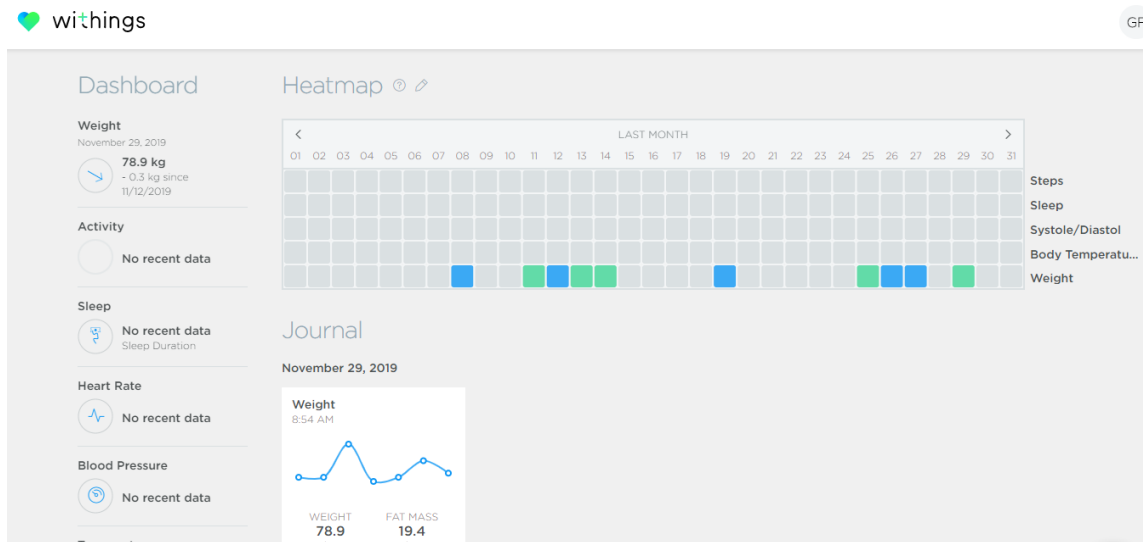 withings
GR
Dashboard
Weight
November 29, 2019
78.9 kg
- 0.3 kg since
11/12/2019
Activity
No recent data
Sleep
No recent data
Sleep Duration
Heart Rate
No recent data
Blood Pressure
No recent data
Heatmap
LAST MONTH
01 02 03 04 05 06 07 08 09 10 11 12 13 14 15 16 17 18 19 20 21 22 23 24 25 26 27 28 29 30 31
Steps
Sleep
Systole/Diastol
Body Temperatu...
Weight
Journal
November 29, 2019
Weight
8:54 AM
WEIGHT FAT MASS
78.9 19.4